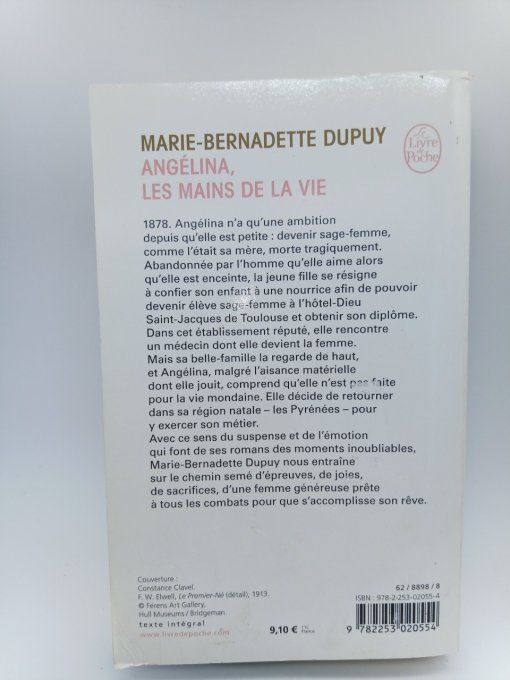 MARIE-BERNADETTE DUPUY
Le
Livre
de
Poche
ANGÉLINA,
LES MAINS DE LA VIE
1878. Angélina n'a qu'une ambition
depuis qu'elle est petite : devenir sage-femme,
comme l'était sa mère, morte tragiquement.
Abandonnée par l'homme qu'elle aime alors
qu'elle est enceinte, la jeune fille se résigne
à confier son enfant à une nourrice afin de pouvoir
devenir élève sage-femme à l'hôtel-Dieu
Saint-Jacques de Toulouse et obtenir son diplôme.
Dans cet établissement réputé, elle rencontre
un médecin dont elle devient la femme.
Mais sa belle-famille la regarde de haut,
et Angélina, malgré l'aisance matérielle
dont elle jouit, comprend qu'elle n'est pas faite
pour la vie mondaine. Elle décide de retourner
dans sa région natale – les Pyrénées – pour
y exercer son métier.
Avec ce sens du suspense et de l'émotion
qui font de ses romans des moments inoubliables,
Marie-Bernadette Dupuy nous entraîne
sur le chemin semé d'épreuves, de joies,
de sacrifices, d'une femme généreuse prête
à tous les combats pour que s'accomplisse son rêve.
Couverture :
Constance Clavel.
F. W. Elwell, Le Premier-Né (détail), 1913.
© Ferens Art Gallery,
Hull Museums / Bridgeman.
texte intégral
www.livredepoche.com
9,10 €
France
62 / 8898 / 8
ISBN : 978-2-253-02055-4
9 782253 020554